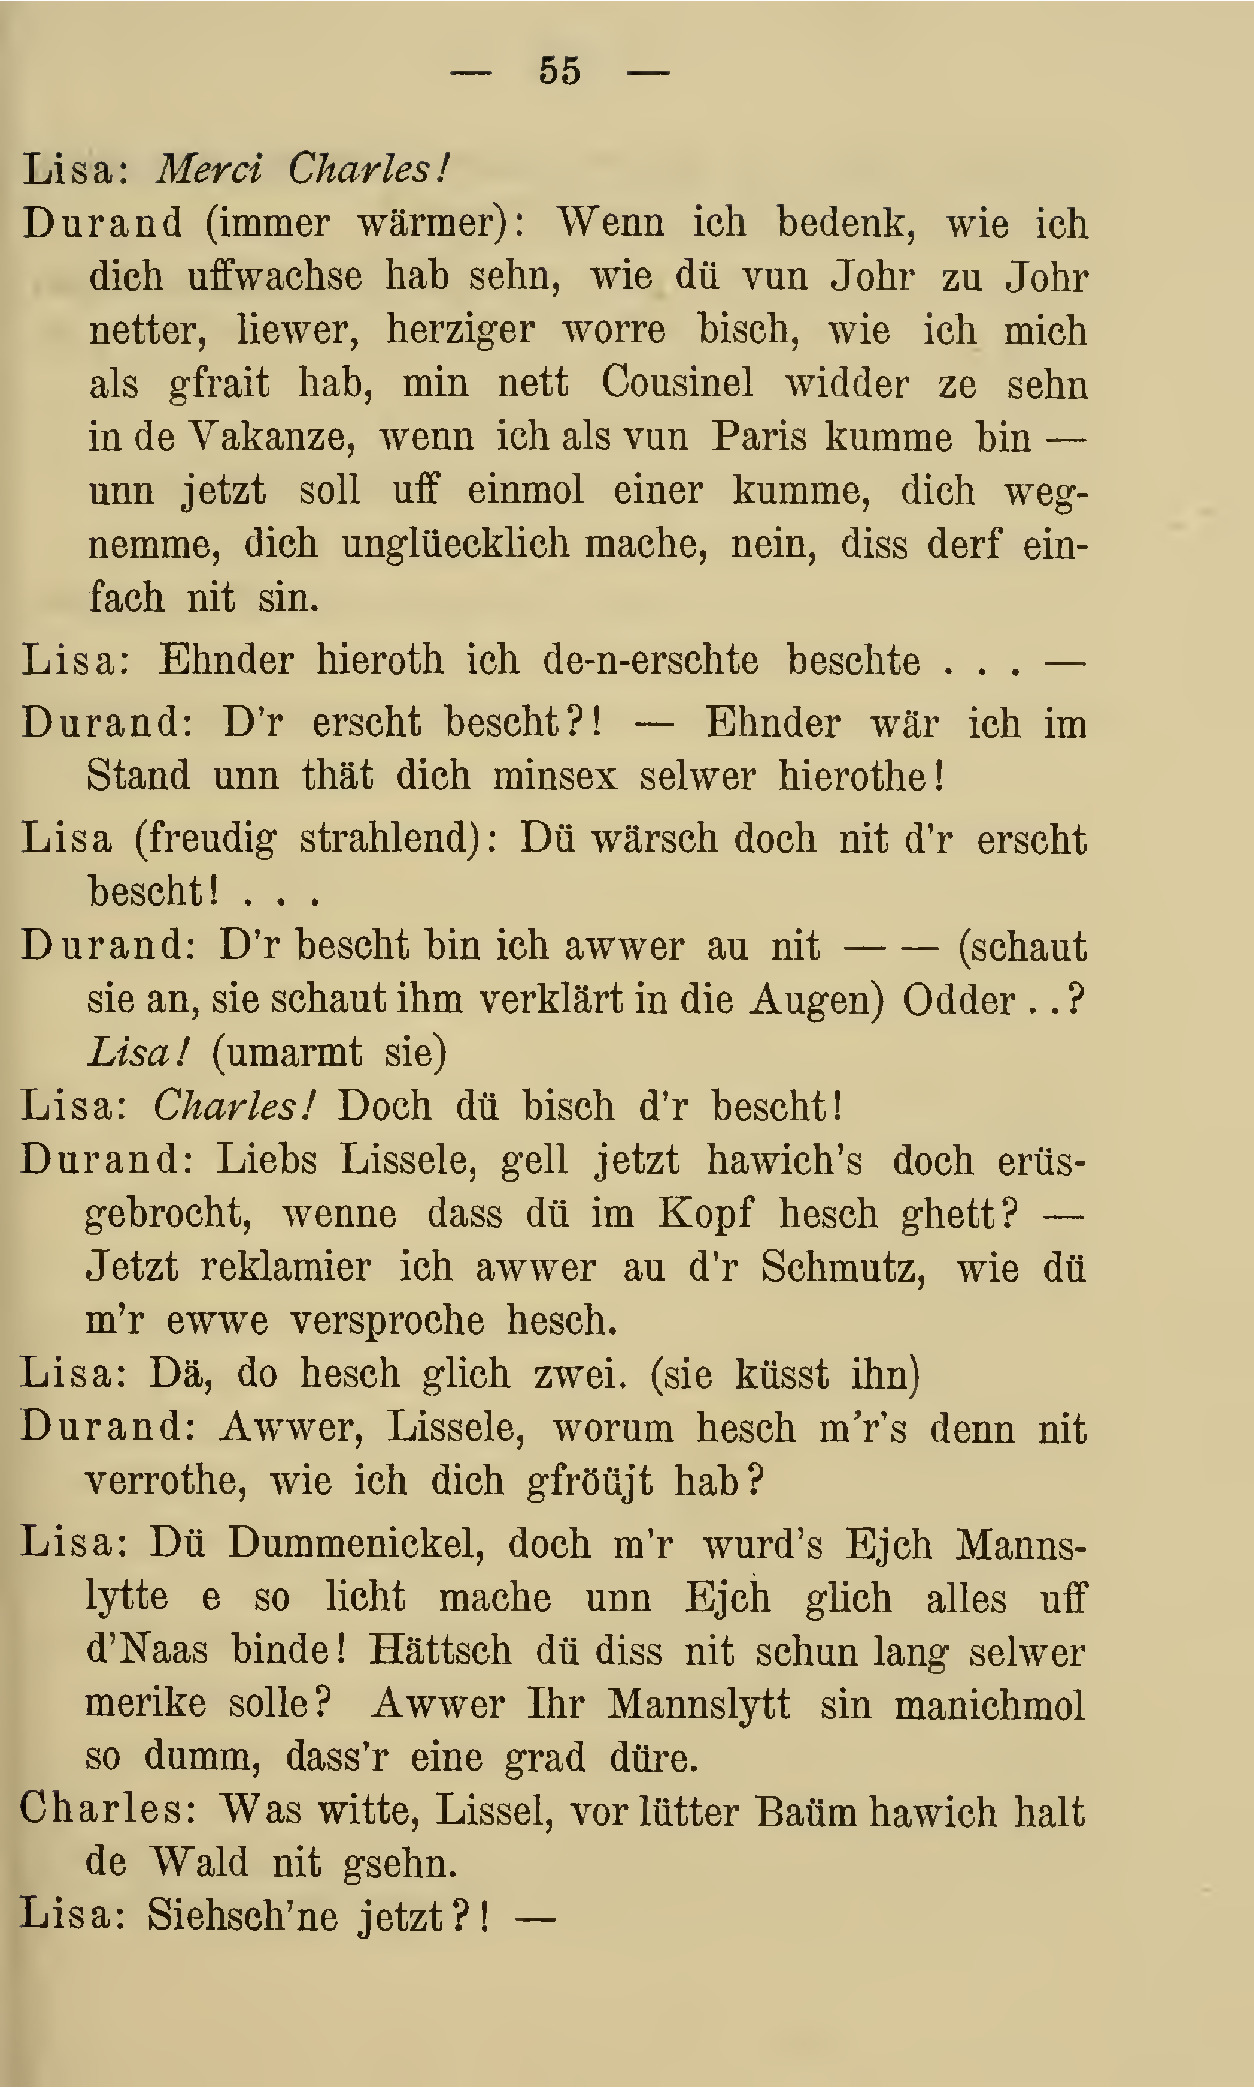 — 55 —
Lisa: Merci Charles!
Durand (immer wärmer): Wenn ich bedenk, wie ich
dich uffwachse hab sehn, wie dü vun Johr zu Johr
netter, liewer, herziger worre bisch, wie ich mich
als gfrait hab, min nett Cousinel widder ze sehn
in de Vakanze, wenn ich als vun Paris kumme bin —
unn jetzt soll uff einmol einer kumme, dich weg-
nemme, dich unglüecklich mache, nein, diss derf ein-
fach nit sin.
Lisa: Ehnder hieroth ich de-n-erschte beschte . . . —
Durand: D'r erscht bescht?! — Ehnder wär ich im
Stand unn thät dich minsex selwer hierothe!
Lisa (freudig strahlend): Dü wärsch doch nit d'r erscht
bescht! . . .
Durand: D'r bescht bin ich awwer au nit — — (schaut
sie an, sie schaut ihm verklärt in die Augen) Odder . . ?
Lisa! (umarmt sie)
Lisa: Charles! Doch dü bisch d'r bescht!
Durand: Liebs Lissele, gell jetzt hawich's doch erüs-
gebrocht, wenne dass dü im Kopf hesch ghett? —
Jetzt reklamier ich awwer au d'r Schmutz, wie dü
m'r ewwe versproche hesch.
Lisa: Dä, do hesch glich zwei. (sie küsst ihn)
Durand: Awwer, Lissele, worum hesch m'r's denn nit
verrothe, wie ich dich gfröüjt hab?
Lisa: Dü Dummenickel, doch m'r wurd's Ejch Manns-
lytte e so licht mache unn Ejch glich alles uff
d'Naas binde! Hättsch dü diss nit schun lang selwer
merike solle? Awwer Ihr Mannslytt sin manichmol
so dumm, dass'r eine grad düre.
Charles: Was witte, Lissel, vor lütter Baüm hawich halt
de Wald nit gsehn.
Lisa: Siehsch'ne jetzt?! —